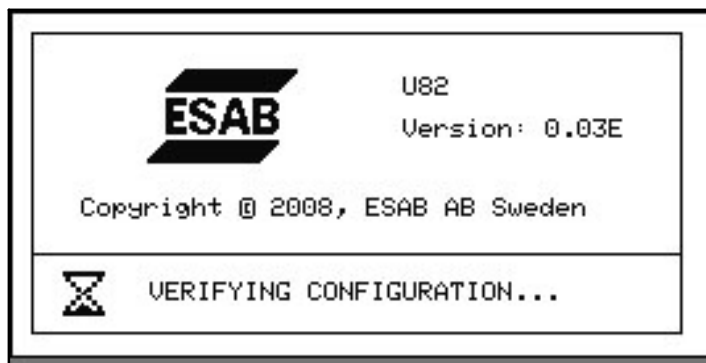 ESAB
U82
Version: 0.03E
Copyright © 2008, ESAB AB Sweden
VERIFYING CONFIGURATION...